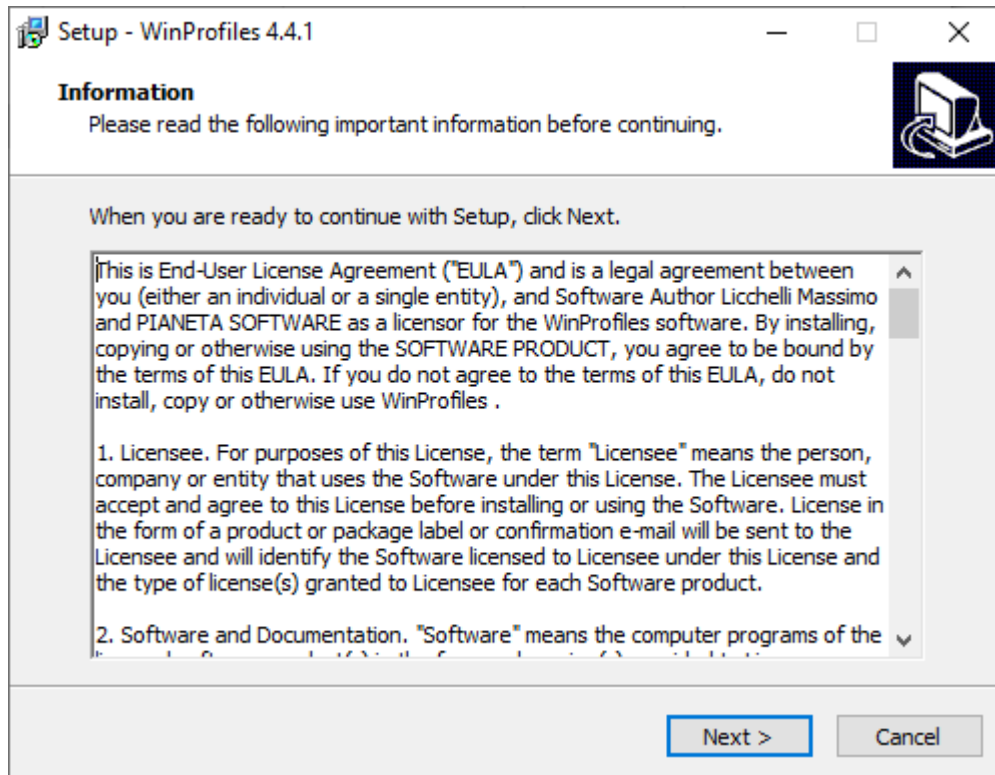 Setup - WinProfiles 4.4.1
Information
Please read the following important information before continuing.
When you are ready to continue with Setup, click Next.
This is End-User License Agreement ("EULA") and is a legal agreement between
you (either an individual or a single entity), and Software Author Licchelli Massimo
and PIANETA SOFTWARE as a licensor for the WinProfiles software. By installing,
copying or otherwise using the SOFTWARE PRODUCT, you agree to be bound by
the terms of this EULA. If you do not agree to the terms of this EULA, do not
install, copy or otherwise use WinProfiles .
1. Licensee. For purposes of this License, the term "Licensee" means the person,
company or entity that uses the Software under this License. The Licensee must
accept and agree to this License before installing or using the Software. License in
the form of a product or package label or confirmation e-mail will be sent to the
Licensee and will identify the Software licensed to Licensee under this License and
the type of license(s) granted to Licensee for each Software product.
2. Software and Documentation. "Software" means the computer programs of the
Next >
Cancel